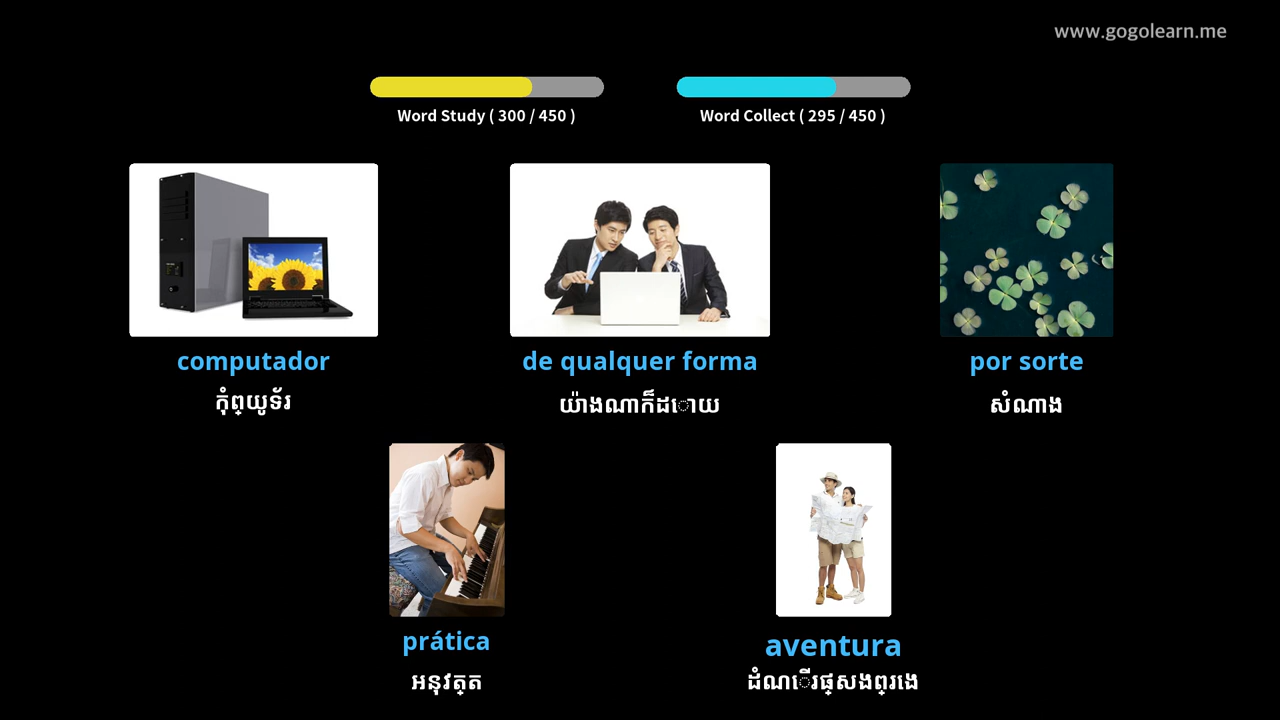 www.gogolearn.me
Word Study ( 300 / 450 )
Word Collect ( 295 / 450 )
computador
កុំព្យូទ័រ
de qualquer forma
យ៉ាងណាក៏ដោយ
por sorte
សំណាង
prática
អនុវត្ត
aventura
ដំណើរផ្សងព្រេង